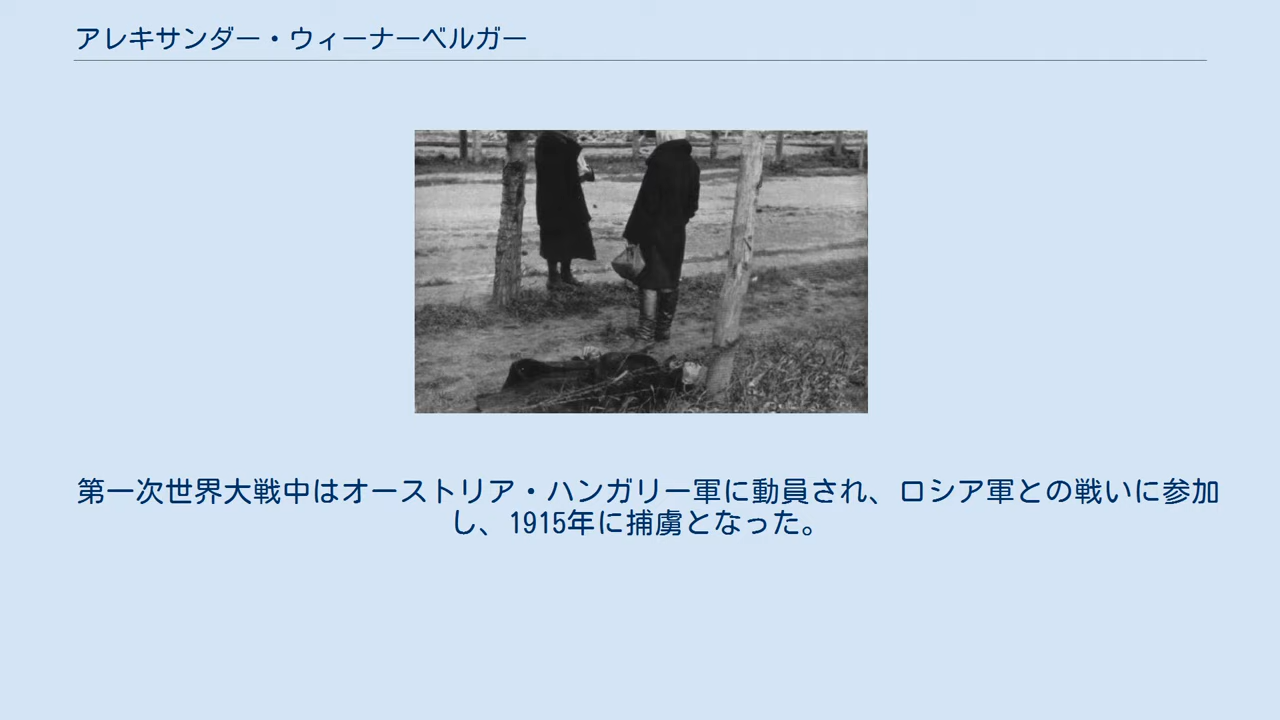 アレキサンダー・ウィーナーベルガー
第一次世界大戦中はオーストリア・ハンガリー軍に動員され、ロシア軍との戦いに参加
し、1915年に捕虜となった。